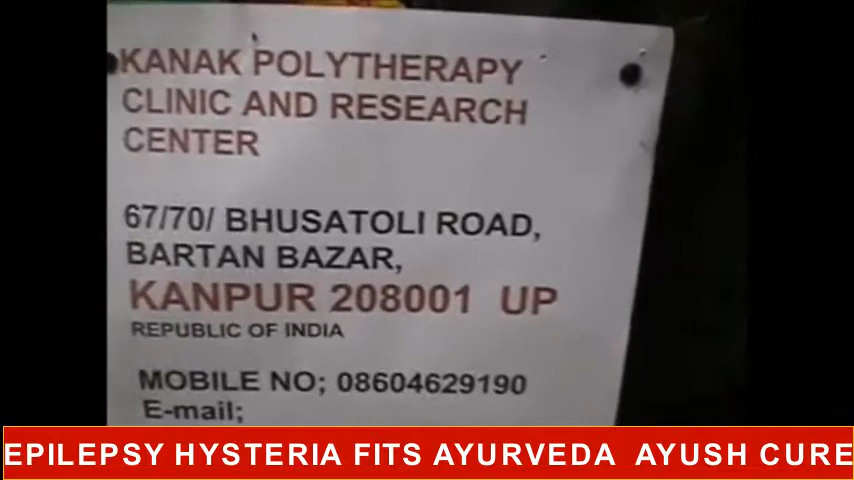 KANAK POLYTHERAPY
CLINIC AND RESEARCH
CENTER
67/70/ BHUSATOLI ROAD,
BARTAN BAZAR,
KANPUR 208001 UP
REPUBLIC OF INDIA
MOBILE NO; 08604629190
E-mail;
EPILEPSY HYSTERIA FITS AYURVEDA AYUSH CURE